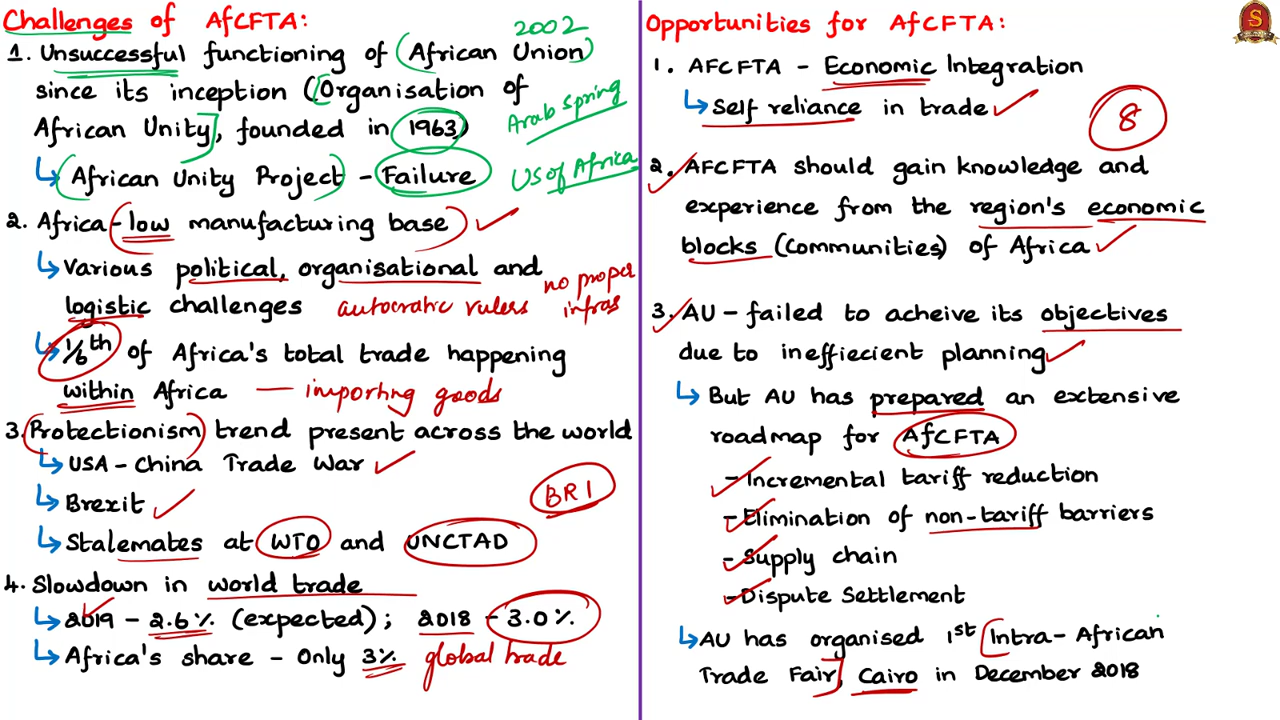 Challenges of AfCFTA:
2002
1. Unsuccessful functioning of (African Union)
since its inception ([Organisation of
African Unity], founded in 1963)
Arab Spring
(African Unity Project) - Failure
US of Africa
2. Africa - (low manufacturing base)
Various political, organisational and
no proper
logistic challenges autocratic rulers infras
1/6th of Africa's total trade happening
within Africa — importing goods
3. (Protectionism) trend present across the world
USA - China Trade War
Brexit
BRI
Stalemates at WTO and UNCTAD
4. Slowdown in world trade
2019 - 2.6% (expected); 2018 - 3.0%
Africa's share - Only 3% global trade
Opportunities for AfCFTA:
1. AFCFTA - Economic Integration
Self reliance in trade
8
2. AFCFTA should gain knowledge and
experience from the region's economic
blocks (communities) of Africa
3. AU - failed to acheive its objectives
due to ineffiecient planning
But AU has prepared an extensive
roadmap for AfCFTA
- Incremental tariff reduction
- Elimination of non-tariff barriers
- Supply chain
- Dispute Settlement
AU has organised 1st [Intra-African
Trade Fair], Cairo in December 2018
S